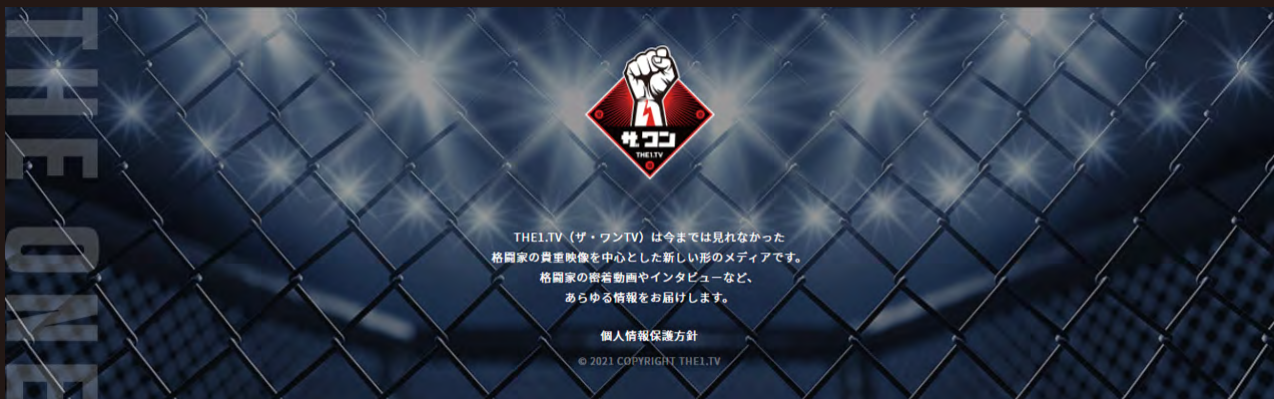 THE ONE
ザ・ワン
THE1.TV
THE1.TV（ザ・ワンTV）は今までは見れなかった
格闘家の貴重映像を中心とした新しい形のメディアです。
格闘家の密着動画やインタビューなど、
あらゆる情報をお届けします。
個人情報保護方針
© 2021 COPYRIGHT THE1.TV